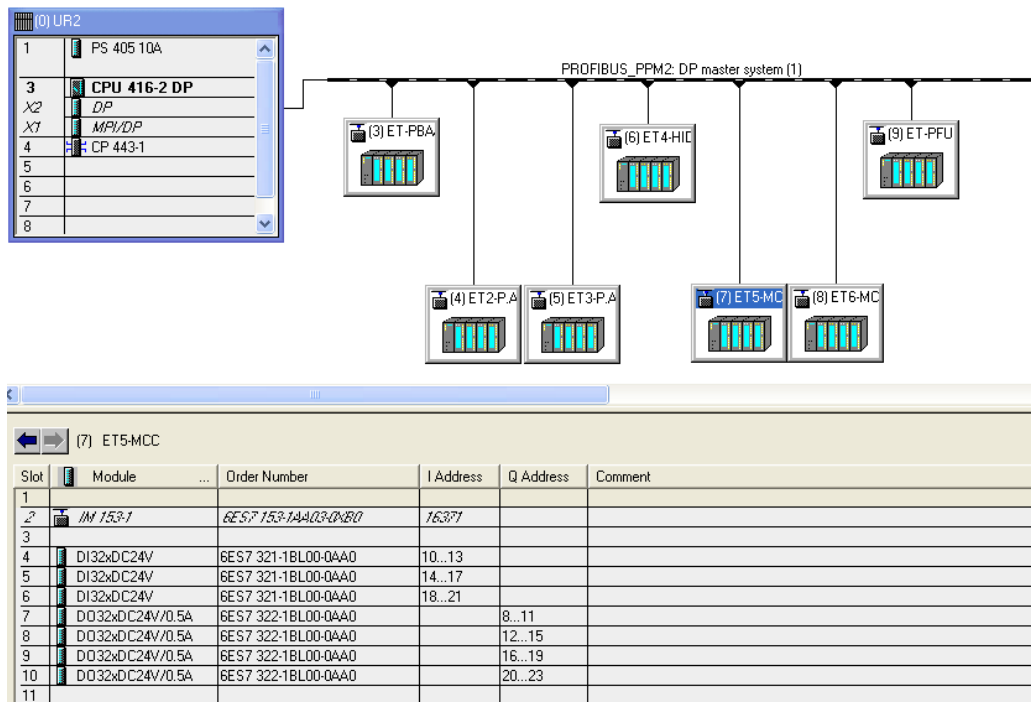 (0) UR2
1 PS 405 10A
3 CPU 416-2 DP
X2 DP
X1 MPI/DP
4 CP 443-1
5
6
7
8
PROFIBUS_PPM2: DP master system (1)
(3) ET-PBA,
(6) ET4-HID
(9) ET-PFU
(4) ET2-P.A
(5) ET3-P.A
(7) ET5-MC
(8) ET6-MC
(7) ET5-MCC
Slot Module ... Order Number I Address Q Address Comment
1
2 IM 153-1 6ES7 153-1AA03-0XB0 16371
3
4 DI32xDC24V 6ES7 321-1BL00-0AA0 10...13
5 DI32xDC24V 6ES7 321-1BL00-0AA0 14...17
6 DI32xDC24V 6ES7 321-1BL00-0AA0 18...21
7 DO32xDC24V/0.5A 6ES7 322-1BL00-0AA0 8...11
8 DO32xDC24V/0.5A 6ES7 322-1BL00-0AA0 12...15
9 DO32xDC24V/0.5A 6ES7 322-1BL00-0AA0 16...19
10 DO32xDC24V/0.5A 6ES7 322-1BL00-0AA0 20...23
11